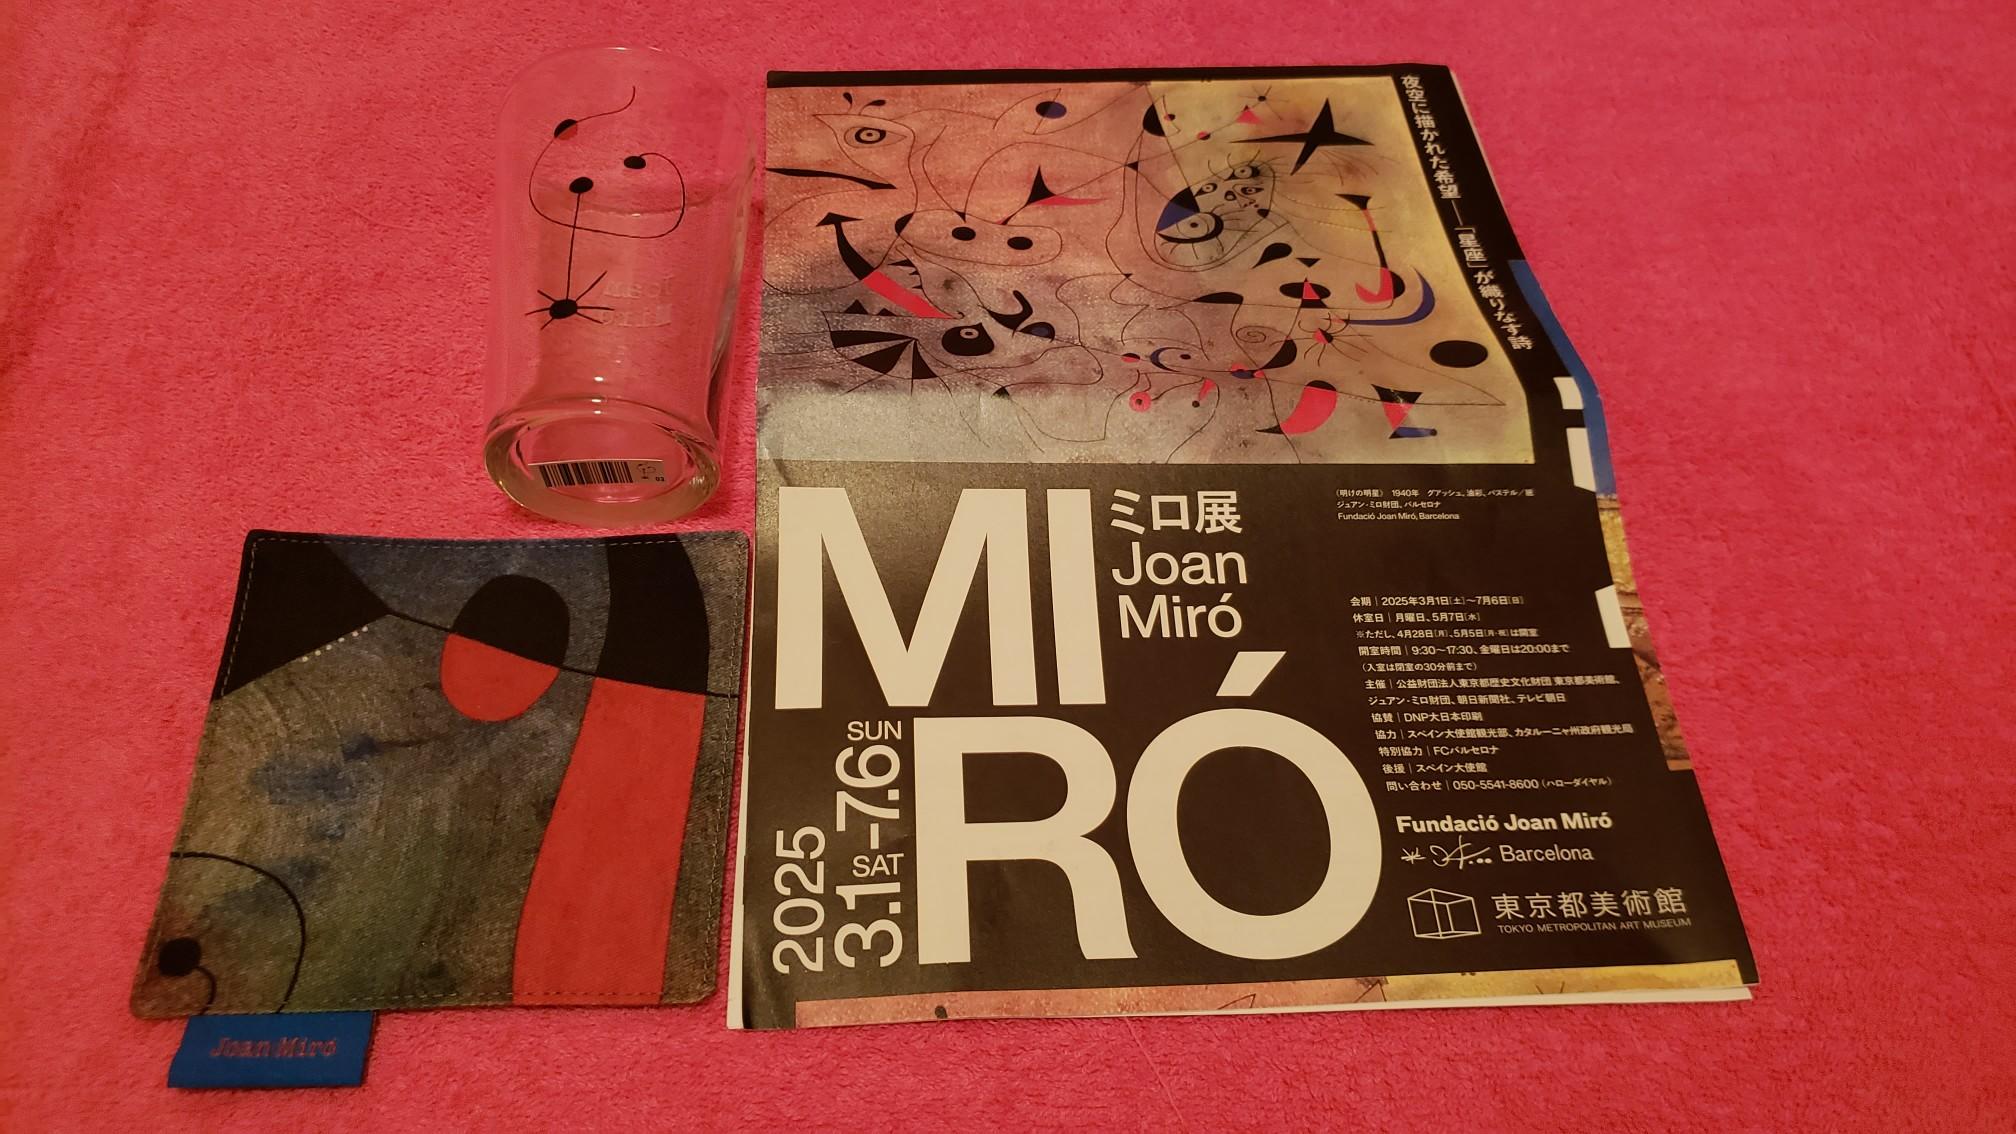 夜空に描かれた希望――「星座」が織りなす詩
MI
RÓ
ミロ展
Joan
Miró
《明けの明星》 1940年 グアッシュ、油彩、パステル/紙
ジュアン・ミロ財団、バルセロナ
Fundació Joan Miró, Barcelona
2025
3.1 SAT -7.6 SUN
会期|2025年3月1日[土]~7月6日[日]
休室日|月曜日、5月7日[水]
※ただし、4月28日[月]、5月5日[月・祝]は開室
開室時間|9:30~17:30、金曜日は20:00まで
(入室は閉室の30分前まで)
主催|公益財団法人東京都歴史文化財団 東京都美術館、
ジュアン・ミロ財団、朝日新聞社、テレビ朝日
協賛|DNP大日本印刷
協力|スペイン大使館観光部、カタルーニャ州政府観光局
特別協力|FCバルセロナ
後援|スペイン大使館
問い合わせ|050-5541-8600(ハローダイヤル)
Fundació Joan Miró
Barcelona
東京都美術館
TOKYO METROPOLITAN ART MUSEUM
Joan Miró